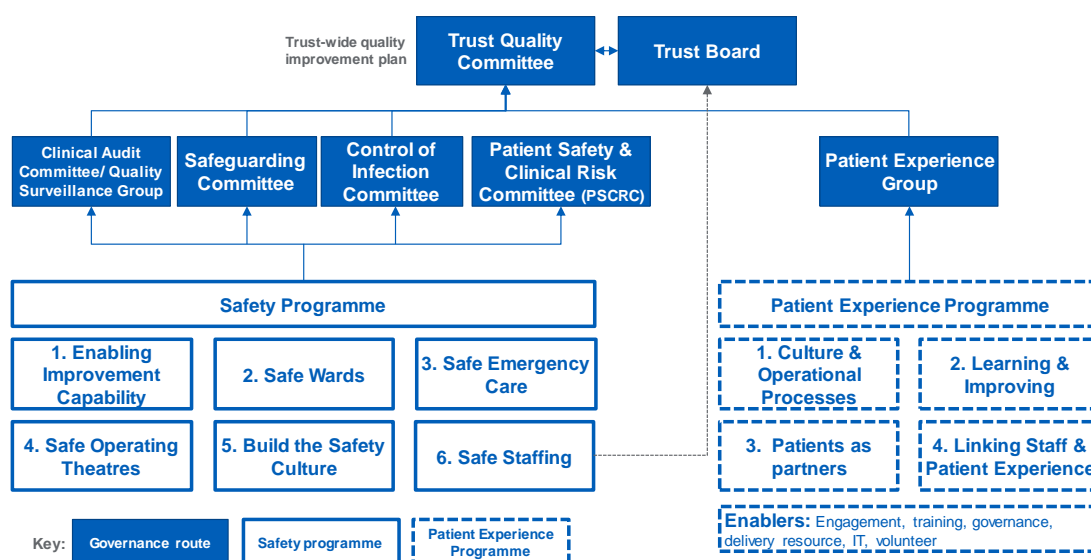 Trust-wide quality
improvement plan
Trust Quality
Committee
Trust Board
Clinical Audit
Committee/ Quality
Surveillance Group
Safeguarding
Committee
Control of
Infection
Committee
Patient Safety &
Clinical Risk
Committee (PSCRC)
Patient Experience
Group
Safety Programme
Patient Experience Programme
1. Enabling
Improvement
Capability
2. Safe Wards
3. Safe Emergency
Care
1. Culture &
Operational
Processes
2. Learning &
Improving
4. Safe Operating
Theatres
5. Build the Safety
Culture
6. Safe Staffing
3. Patients as
partners
4. Linking Staff &
Patient Experience
Enablers: Engagement, training, governance,
delivery resource, IT, volunteer
Key:
Governance route
Safety programme
Patient Experience
Programme